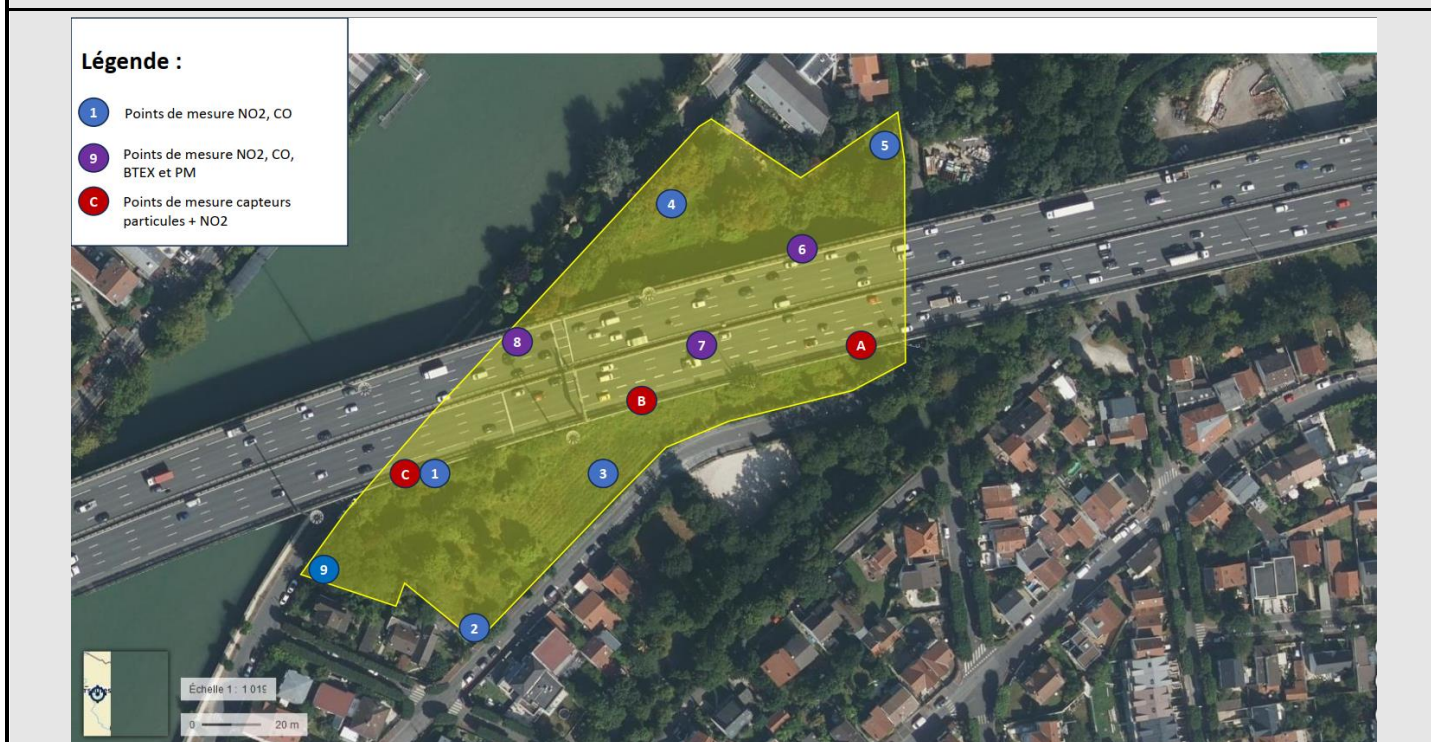 Légende :
1 Points de mesure NO2, CO
9 Points de mesure NO2, CO,
BTEX et PM
C Points de mesure capteurs
particules + NO2
5
4
6
8
7
A
B
C 1
3
9
2
Échelle 1 : 1 019
0 20 m